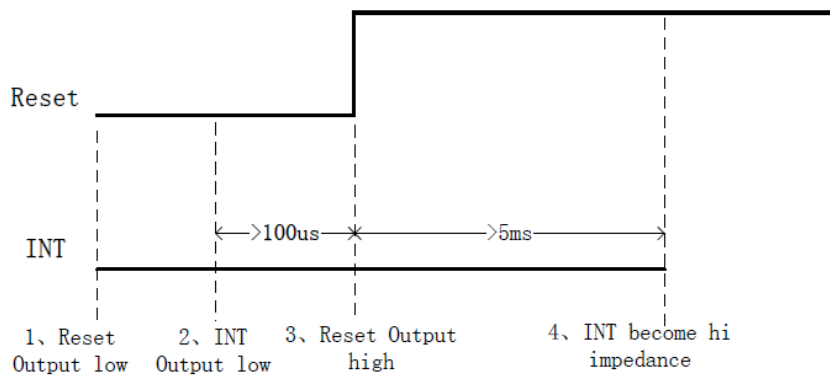 Reset
>100us
>5ms
INT
1、Reset
Output low
2、INT
Output low
3、Reset Output
high
4、INT become hi
impedance